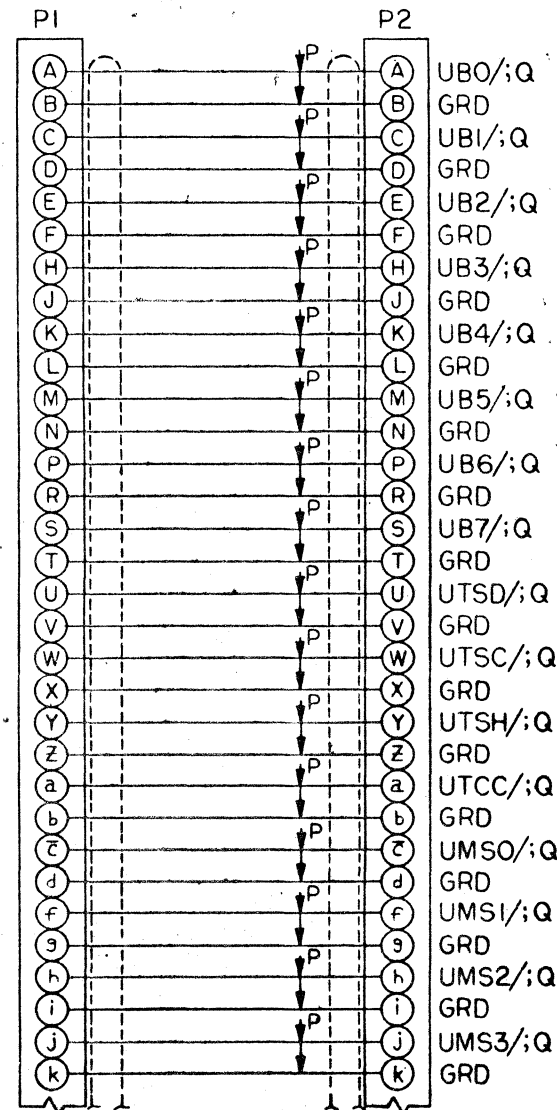 P1 P2
A P A UB0/;Q
B B GRD
C P C UB1/;Q
D D GRD
E P E UB2/;Q
F F GRD
H P H UB3/;Q
J J GRD
K P K UB4/;Q
L L GRD
M P M UB5/;Q
N N GRD
P P P UB6/;Q
R R GRD
S P S UB7/;Q
T T GRD
U P U UTSD/;Q
V V GRD
W P W UTSC/;Q
X X GRD
Y P Y UTSH/;Q
Z Z GRD
a P a UTCC/;Q
b b GRD
c̄ P c̄ UMS0/;Q
d d GRD
f P f UMS1/;Q
g g GRD
h P h UMS2/;Q
i i GRD
j P j UMS3/;Q
k k GRD